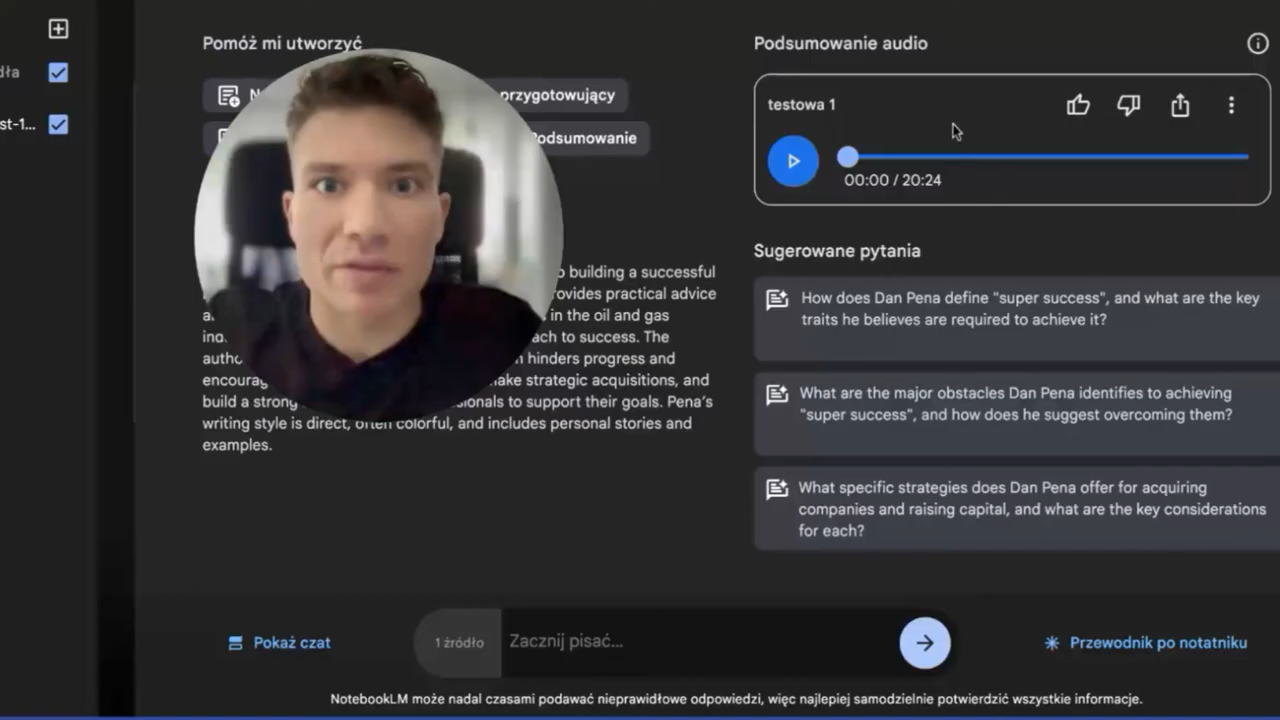 Pomóż mi utworzyć
przygotowujący
Podsumowanie
building a successful
provides practical advice
in the oil and gas
to success. The
hinders progress and
strategic acquisitions, and
build a strong to support their goals. Pena's
writing style is direct, often colorful, and includes personal stories and
examples.
Podsumowanie audio
testowa 1
00:00 / 20:24
Sugerowane pytania
How does Dan Pena define "super success", and what are the key
traits he believes are required to achieve it?
What are the major obstacles Dan Pena identifies to achieving
"super success", and how does he suggest overcoming them?
What specific strategies does Dan Pena offer for acquiring
companies and raising capital, and what are the key considerations
for each?
Pokaż czat
1 źródło
Zacznij pisać...
Przewodnik po notatniku
NotebookLM może nadal czasami podawać nieprawidłowe odpowiedzi, więc najlepiej samodzielnie potwierdzić wszystkie informacje.